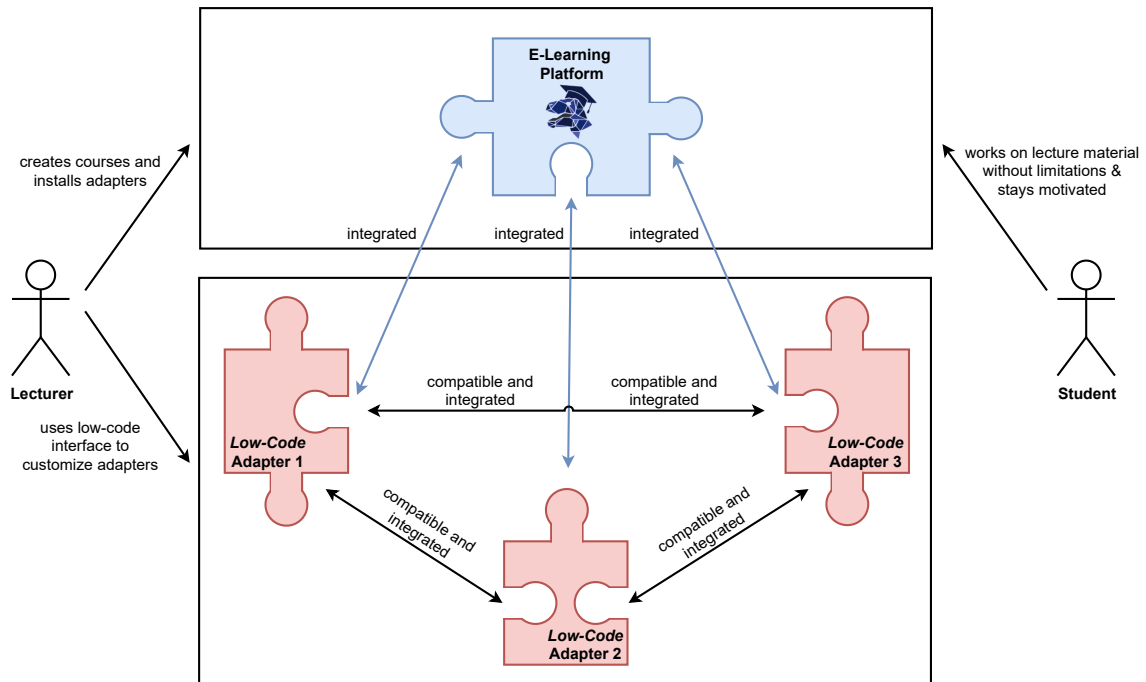 E-Learning
Platform
creates courses and
installs adapters
works on lecture material
without limitations &
stays motivated
integrated
integrated
integrated
Lecturer
Student
uses low-code
interface to
customize adapters
compatible and
integrated
compatible and
integrated
Low-Code
Adapter 1
Low-Code
Adapter 3
compatible and
integrated
compatible and
integrated
Low-Code
Adapter 2